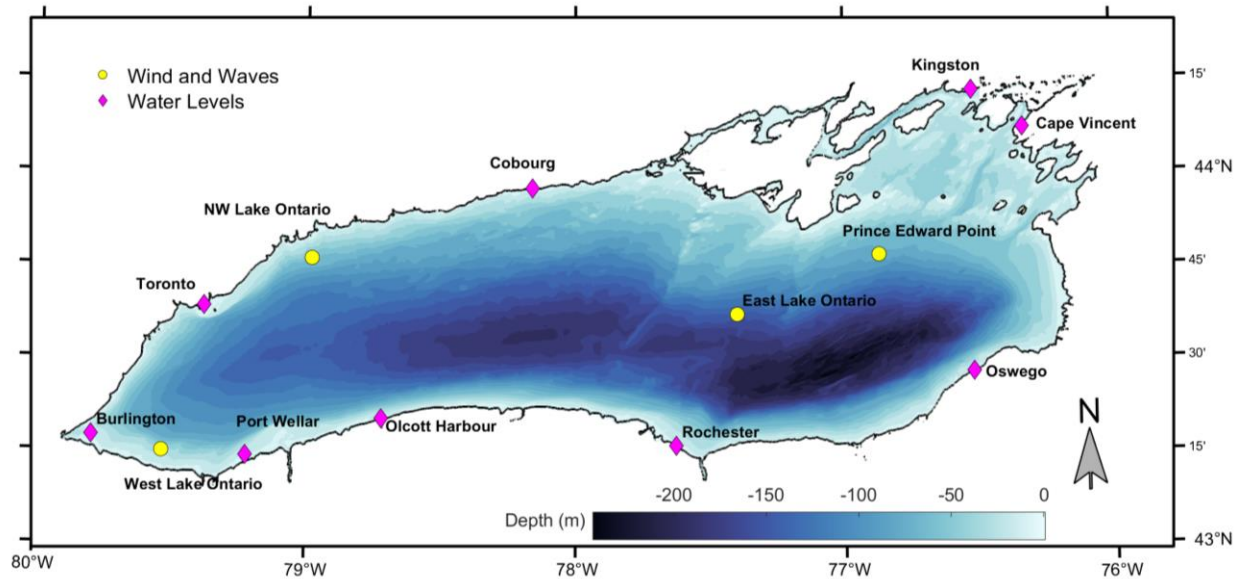 Wind and Waves
Water Levels
Kingston
15'
Cape Vincent
Cobourg
44°N
NW Lake Ontario
Prince Edward Point
45'
Toronto
East Lake Ontario
30'
Oswego
Burlington
Port Wellar
Olcott Harbour
N
Rochester
15'
West Lake Ontario
-200 -150 -100 -50 0
Depth (m)
43°N
80°W 79°W 78°W 77°W 76°W